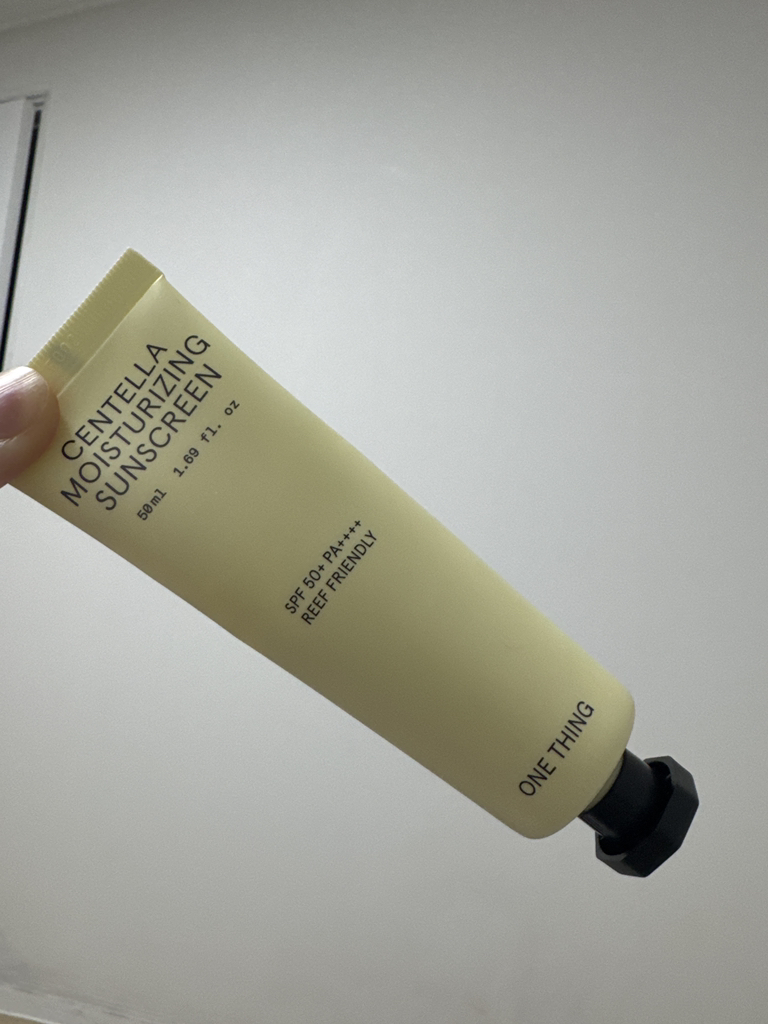 CENTELLA
MOISTURIZING
SUNSCREEN
50ml 1.69 fl. oz
SPF 50+ PA++++
REEF FRIENDLY
ONE THING